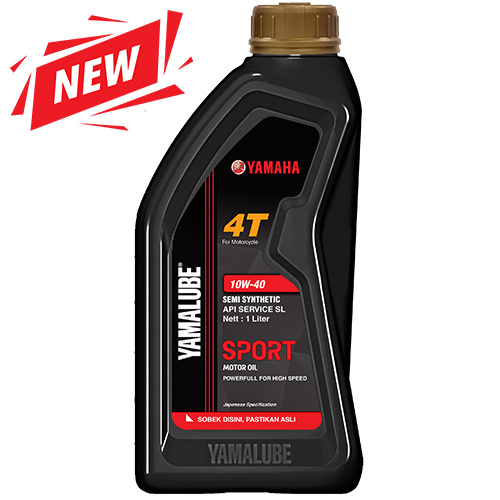 NEW
YAMAHA
4T
For Motorcycle
10W-40
SEMI SYNTHETIC
API SERVICE SL
Nett : 1 Liter
SPORT
MOTOR OIL
POWERFULL FOR HIGH SPEED
Japanese Specification
SOBEK DISINI, PASTIKAN ASLI
YAMALUBE®
YAMALUBE